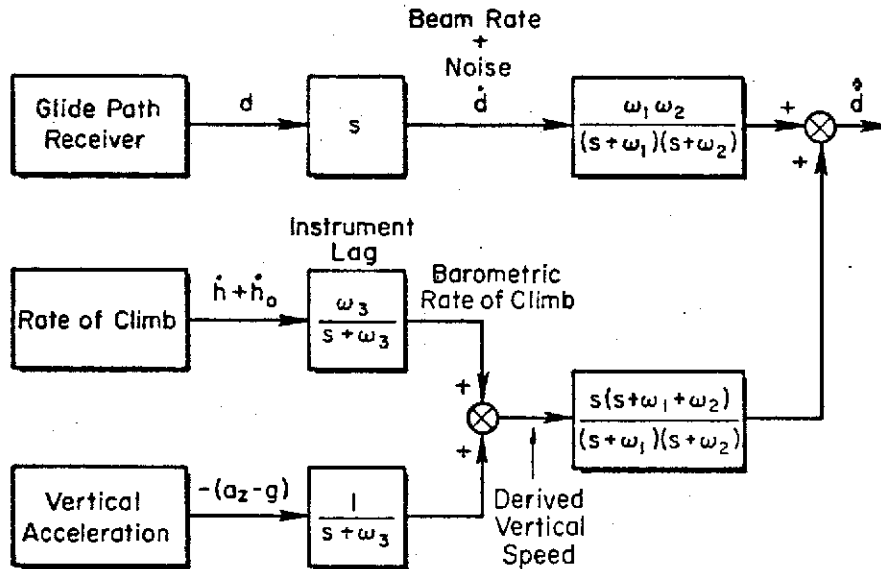 Beam Rate
+
Noise
Glide Path
Receiver
d
s
ḋ
ω₁ω₂
(s+ω₁)(s+ω₂)
+
+
d̊
Instrument
Lag
Rate of Climb
ḣ + ḣₒ
ω₃
s + ω₃
Barometric
Rate of Climb
+
+
s(s+ω₁+ω₂)
(s+ω₁)(s+ω₂)
Vertical
Acceleration
-(a_z-g)
1
s + ω₃
Derived
Vertical
Speed